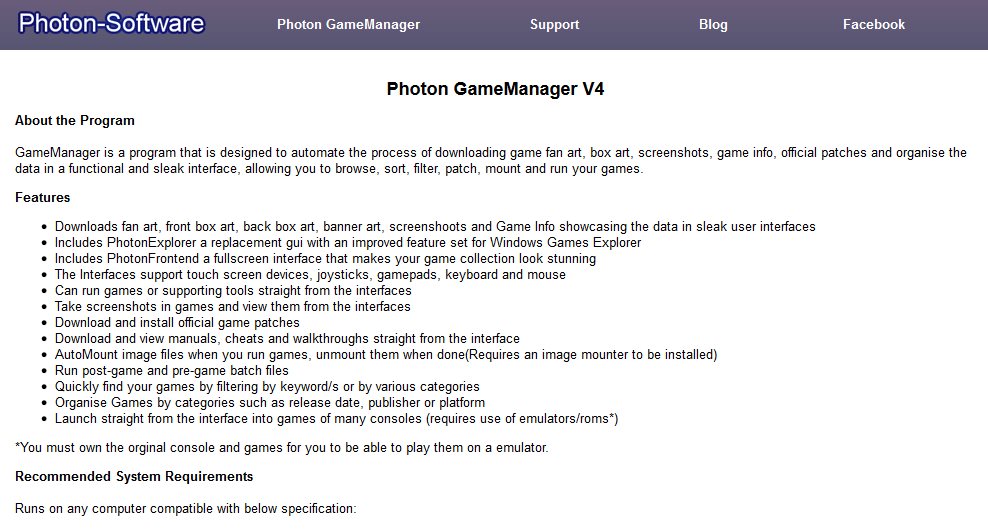 Photon-Software
Photon GameManager
Support
Blog
Facebook
Photon GameManager V4
About the Program
GameManager is a program that is designed to automate the process of downloading game fan art, box art, screenshots, game info, official patches and organise the
data in a functional and sleak interface, allowing you to browse, sort, filter, patch, mount and run your games.
Features
• Downloads fan art, front box art, back box art, banner art, screenshoots and Game Info showcasing the data in sleak user interfaces
• Includes PhotonExplorer a replacement gui with an improved feature set for Windows Games Explorer
• Includes PhotonFrontend a fullscreen interface that makes your game collection look stunning
• The Interfaces support touch screen devices, joysticks, gamepads, keyboard and mouse
• Can run games or supporting tools straight from the interfaces
• Take screenshots in games and view them from the interfaces
• Download and install official game patches
• Download and view manuals, cheats and walkthroughs straight from the interface
• AutoMount image files when you run games, unmount them when done(Requires an image mounter to be installed)
• Run post-game and pre-game batch files
• Quickly find your games by filtering by keyword/s or by various categories
• Organise Games by categories such as release date, publisher or platform
• Launch straight from the interface into games of many consoles (requires use of emulators/roms*)
*You must own the orginal console and games for you to be able to play them on a emulator.
Recommended System Requirements
Runs on any computer compatible with below specification: